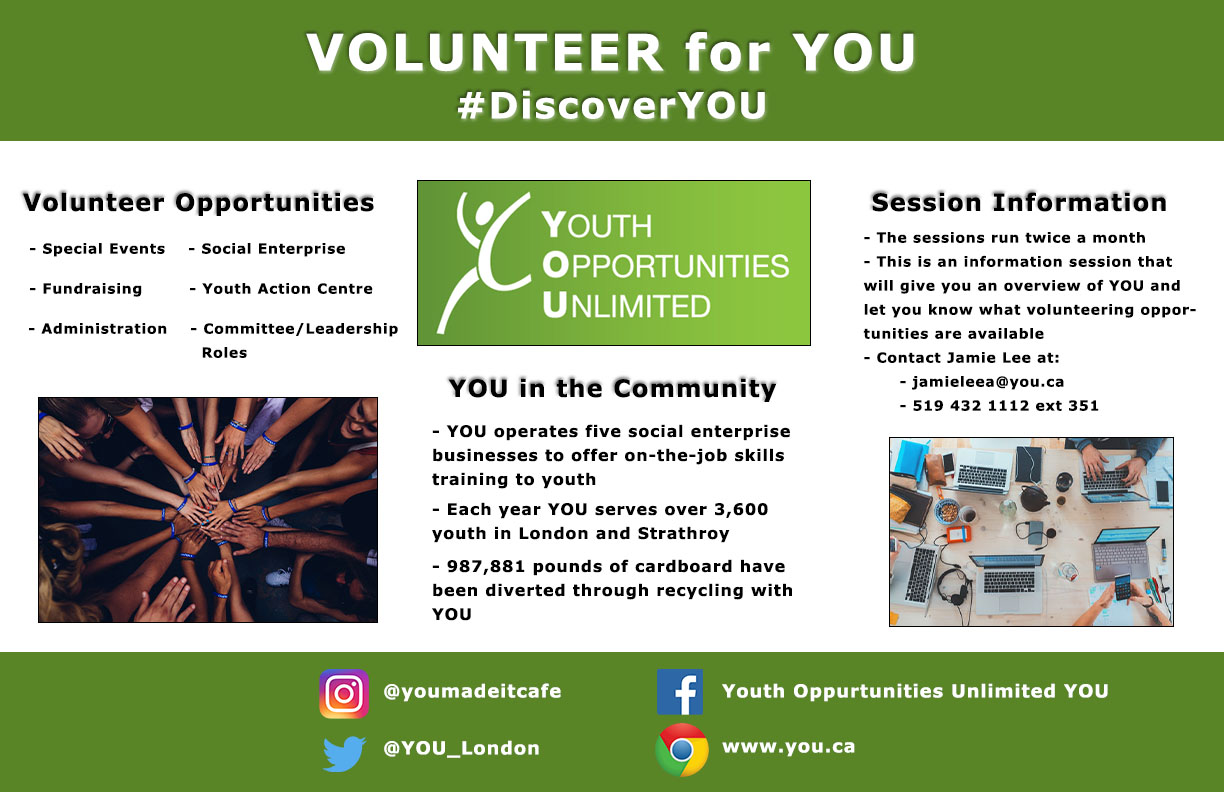 VOLUNTEER for YOU
#DiscoverYOU
Volunteer Opportunities
- Special Events
- Social Enterprise
- Fundraising
- Youth Action Centre
- Administration
- Committee/Leadership
Roles
YOUTH
OPPORTUNITIES
UNLIMITED
YOU in the Community
- YOU operates five social enterprise
businesses to offer on-the-job skills
training to youth
- Each year YOU serves over 3,600
youth in London and Strathroy
- 987,881 pounds of cardboard have
been diverted through recycling with
YOU
Session Information
- The sessions run twice a month
- This is an information session that
will give you an overview of YOU and
let you know what volunteering oppor-
tunities are available
- Contact Jamie Lee at:
- jamieleea@you.ca
- 519 432 1112 ext 351
@youmadeitcafe
Youth Oppurtunities Unlimited YOU
@YOU_London
www.you.ca